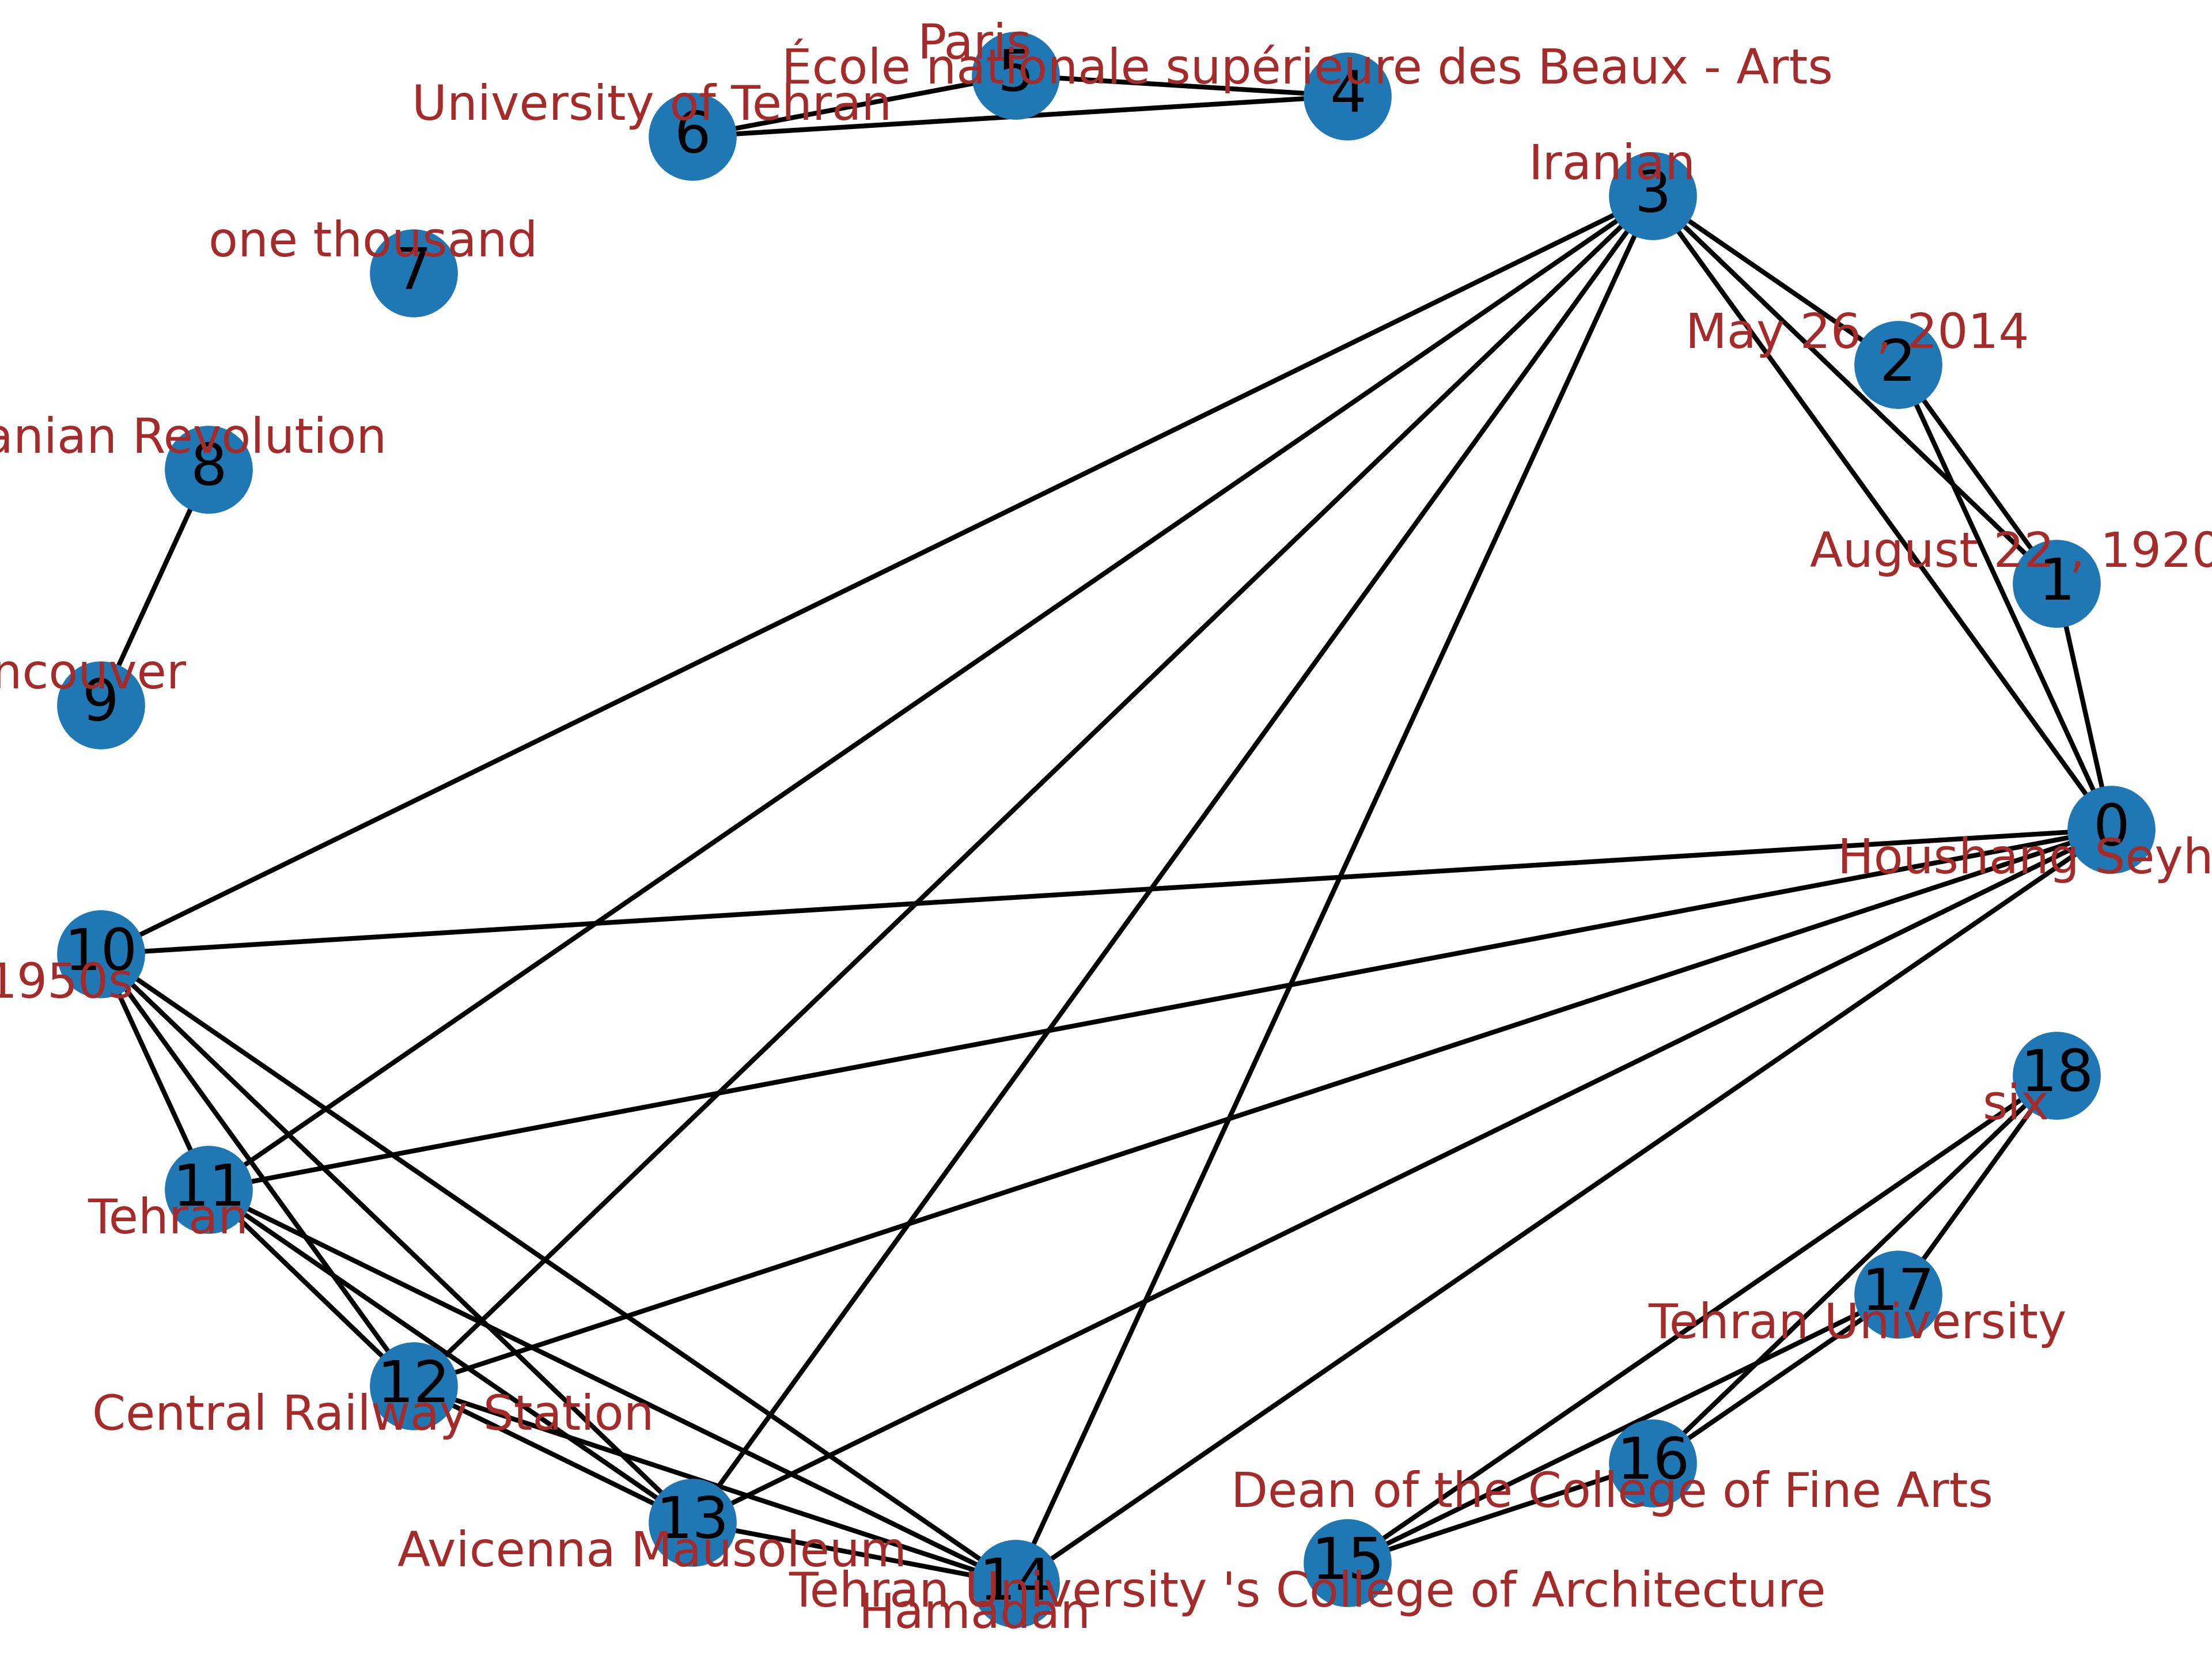 Paris
5
École nationale supérieure des Beaux - Arts
4
University of Tehran
6
Iranian
3
one thousand
7
May 26 , 2014
2
anian Revolution
8
August 22 , 1920
1
ncouver
9
0
Houshang Seyh
10
1950s
18
six
11
Tehran
17
Tehran University
12
Central Railway Station
16
Dean of the College of Fine Arts
13
Avicenna Mausoleum
15
Tehran University 's College of Architecture
14
Hamadan